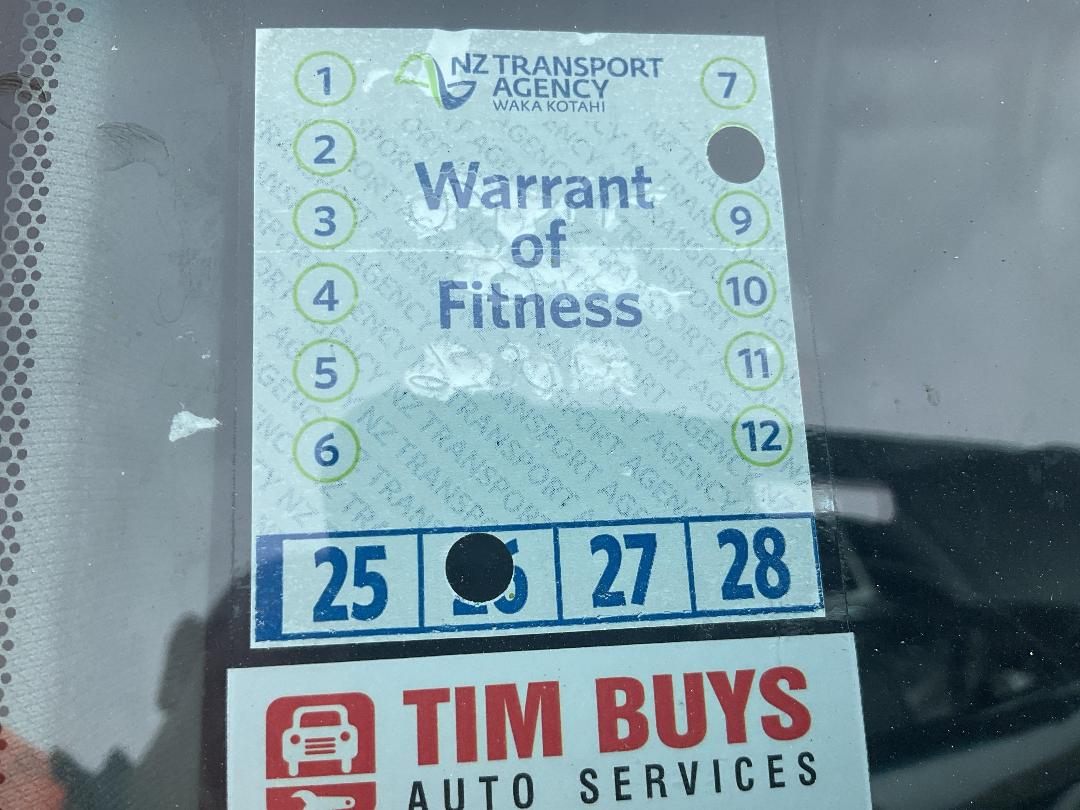 NZ TRANSPORT
AGENCY
WAKA KOTAHI
Warrant
of
Fitness
1
2
3
4
5
6
7
9
10
11
12
25
27
28
TIM BUYS
AUTO SERVICES